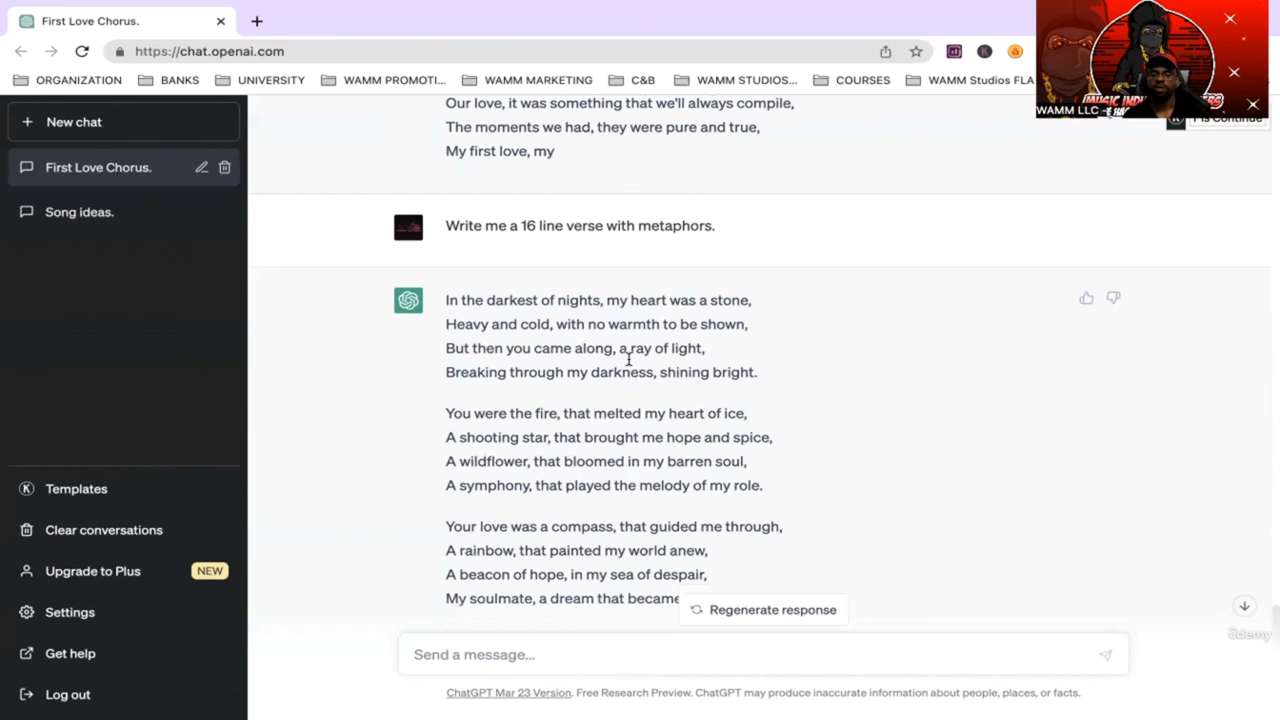 First Love Chorus.
https://chat.openai.com
ORGANIZATION BANKS UNIVERSITY WAMM PROMOTI... WAMM MARKETING C&B WAMM STUDIOS... COURSES WAMM Studios FLA
WAMM LLC
New chat
First Love Chorus.
Song ideas.
Templates
Clear conversations
Upgrade to Plus NEW
Settings
Get help
Log out
Our love, it was something that we'll always compile,
The moments we had, they were pure and true,
My first love, my
Write me a 16 line verse with metaphors.
In the darkest of nights, my heart was a stone,
Heavy and cold, with no warmth to be shown,
But then you came along, a ray of light,
Breaking through my darkness, shining bright.
You were the fire, that melted my heart of ice,
A shooting star, that brought me hope and spice,
A wildflower, that bloomed in my barren soul,
A symphony, that played the melody of my role.
Your love was a compass, that guided me through,
A rainbow, that painted my world anew,
A beacon of hope, in my sea of despair,
My soulmate, a dream that became
Regenerate response
Send a message...
ChatGPT Mar 23 Version. Free Research Preview. ChatGPT may produce inaccurate information about people, places, or facts.
ûdemy